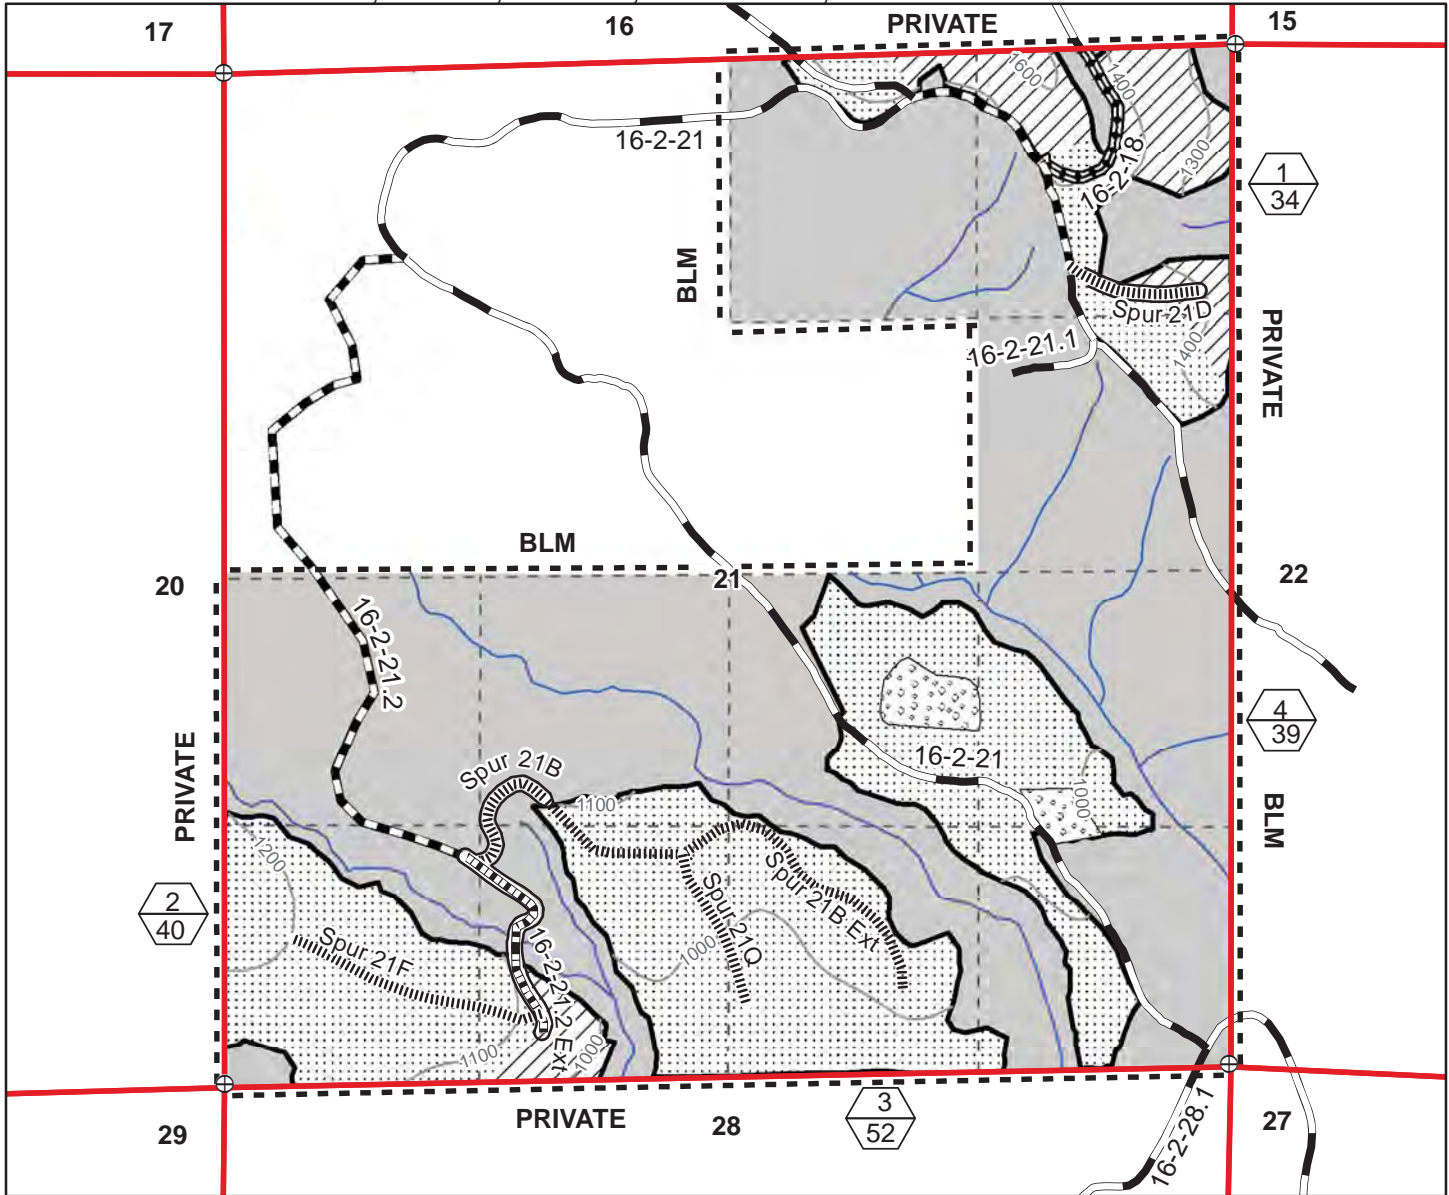 17
16
PRIVATE
15
1600
1400
16-2-21
16-2-18
1300
1
34
BLM
Spur 21D
16-2-21.1
1400
PRIVATE
BLM
20
21
22
16-2-21.2
4
39
PRIVATE
Spur 21B
16-2-21
1100
1000
BLM
1200
Spur 21B Ext
2
40
Spur 21Q
1000
Spur 21F
16-2-21.2 Ext
1100
1000
PRIVATE
3
52
29
28
27
16-2-28.1